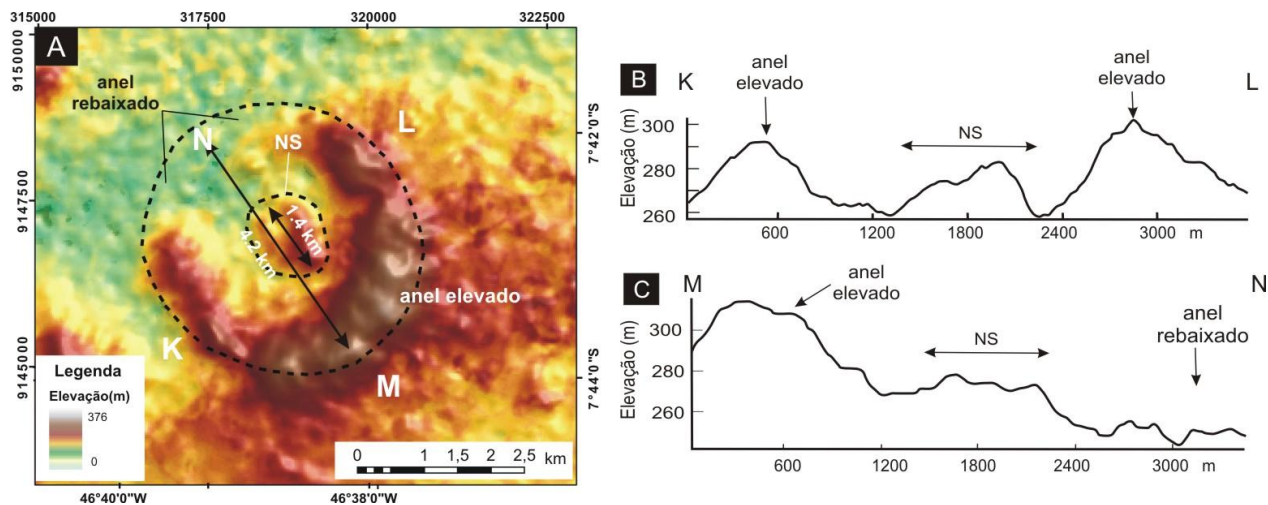 315000
317500
320000
322500
A
9150000
9147500
9145000
anel
rebaixado
N
NS
L
1.4 km
4.2 km
anel elevado
K
M
7°42'0"S
7°44'0"S
Legenda
Elevação(m)
376
0
0 1 1,5 2 2,5 km
46°40'0"W
46°38'0"W
B
K
anel
elevado
NS
anel
elevado
L
Elevação (m)
300
280
260
600 1200 1800 2400 3000 m
C
M
anel
elevado
NS
anel
rebaixado
N
Elevação (m)
300
280
260
600 1200 1800 2400 3000 m